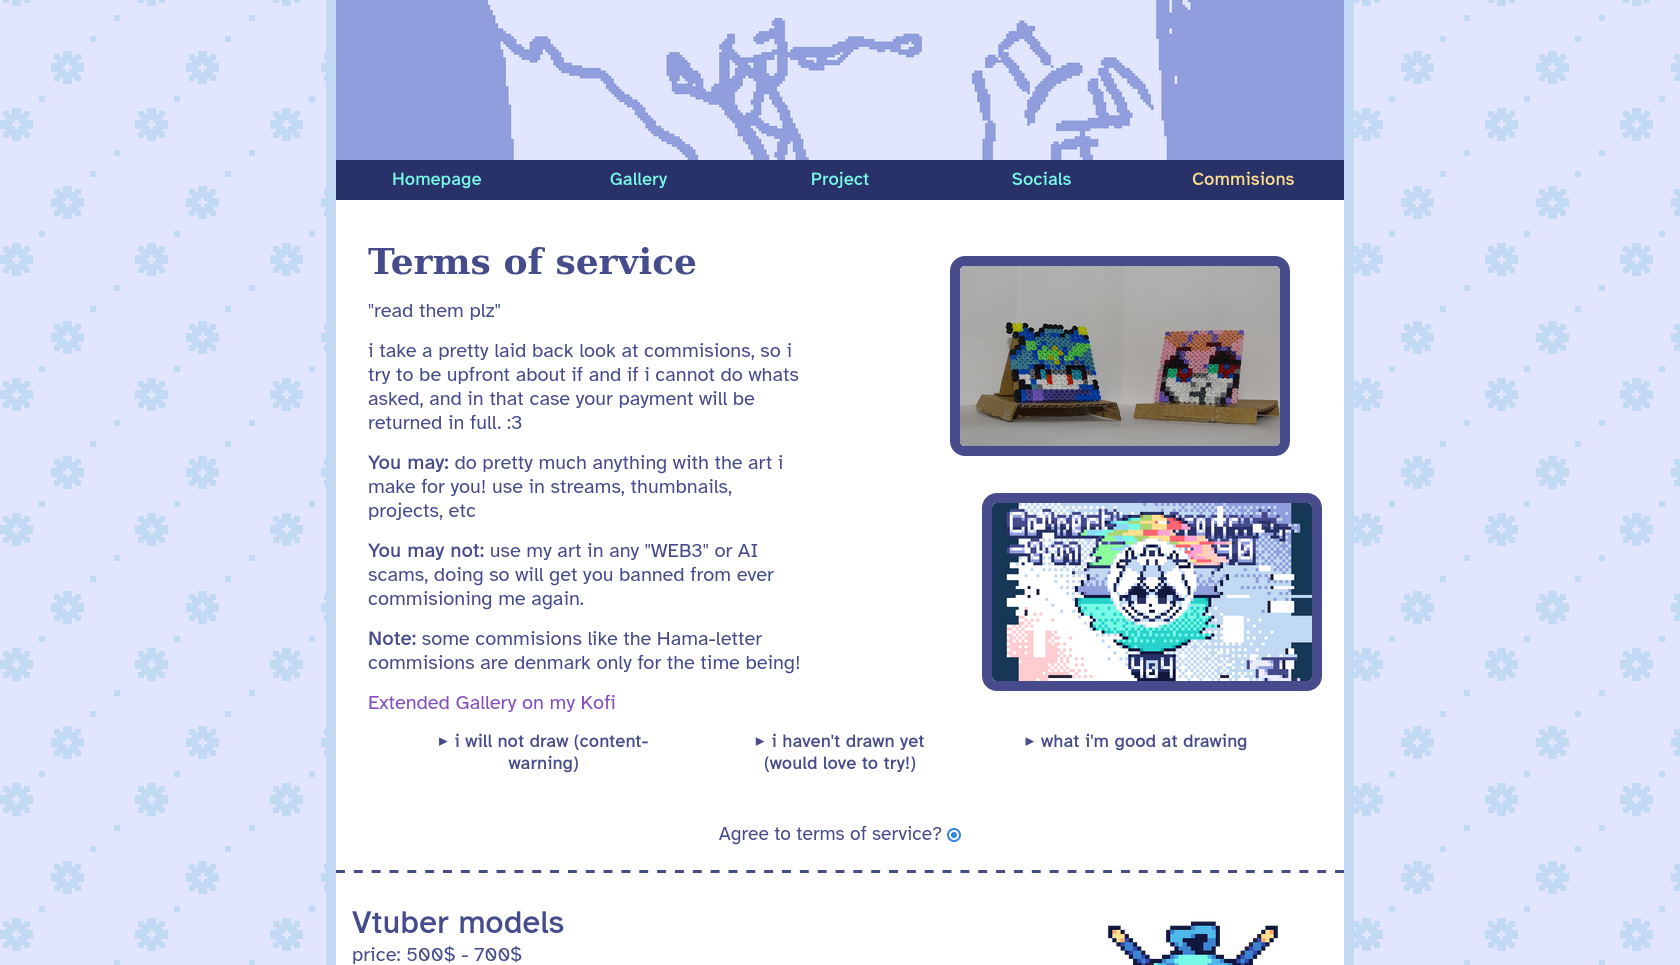 Homepage
Gallery
Project
Socials
Commisions
Terms of service
"read them plz"
i take a pretty laid back look at commisions, so i
try to be upfront about if and if i cannot do whats
asked, and in that case your payment will be
returned in full. :3
You may: do pretty much anything with the art i
make for you! use in streams, thumbnails,
projects, etc
You may not: use my art in any "WEB3" or AI
scams, doing so will get you banned from ever
commisioning me again.
Note: some commisions like the Hama-letter
commisions are denmark only for the time being!
Extended Gallery on my Kofi
404
▶ i will not draw (content-
warning)
▶ i haven't drawn yet
(would love to try!)
▶ what i'm good at drawing
Agree to terms of service?
Vtuber models
price: 500$ - 700$